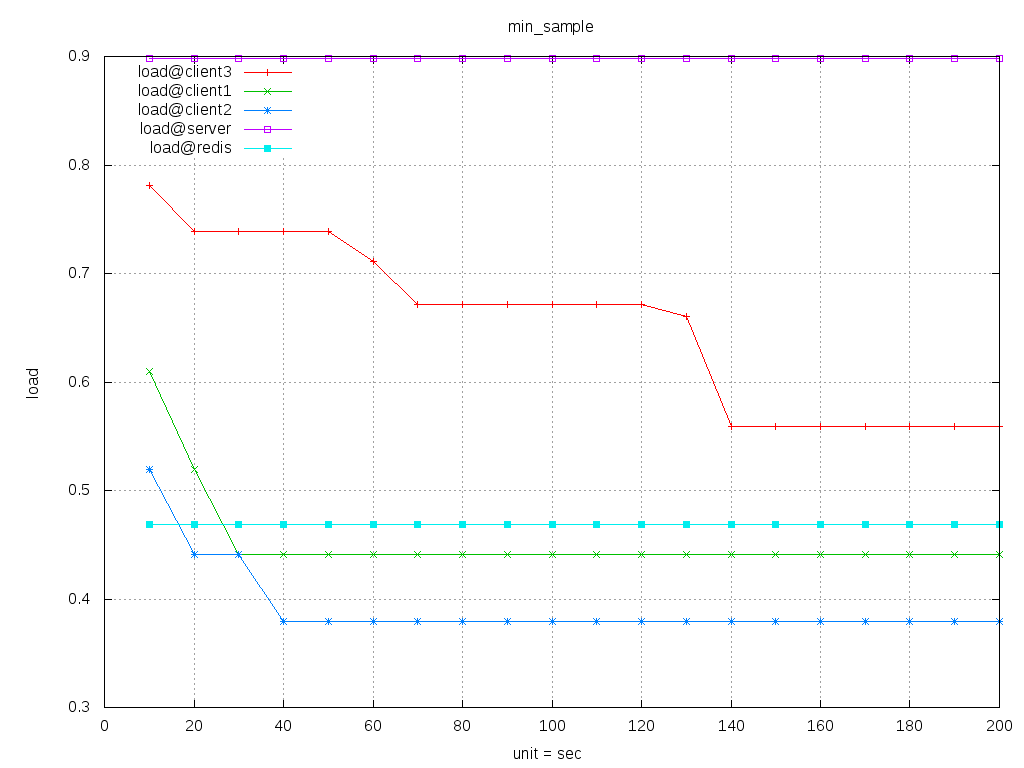 min_sample
0.9
load@client3
load@client1
load@client2
load@server
load@redis
0.8
0.7
0.6
load
0.5
0.4
0.3
0 20 40 60 80 100 120 140 160 180 200
unit = sec